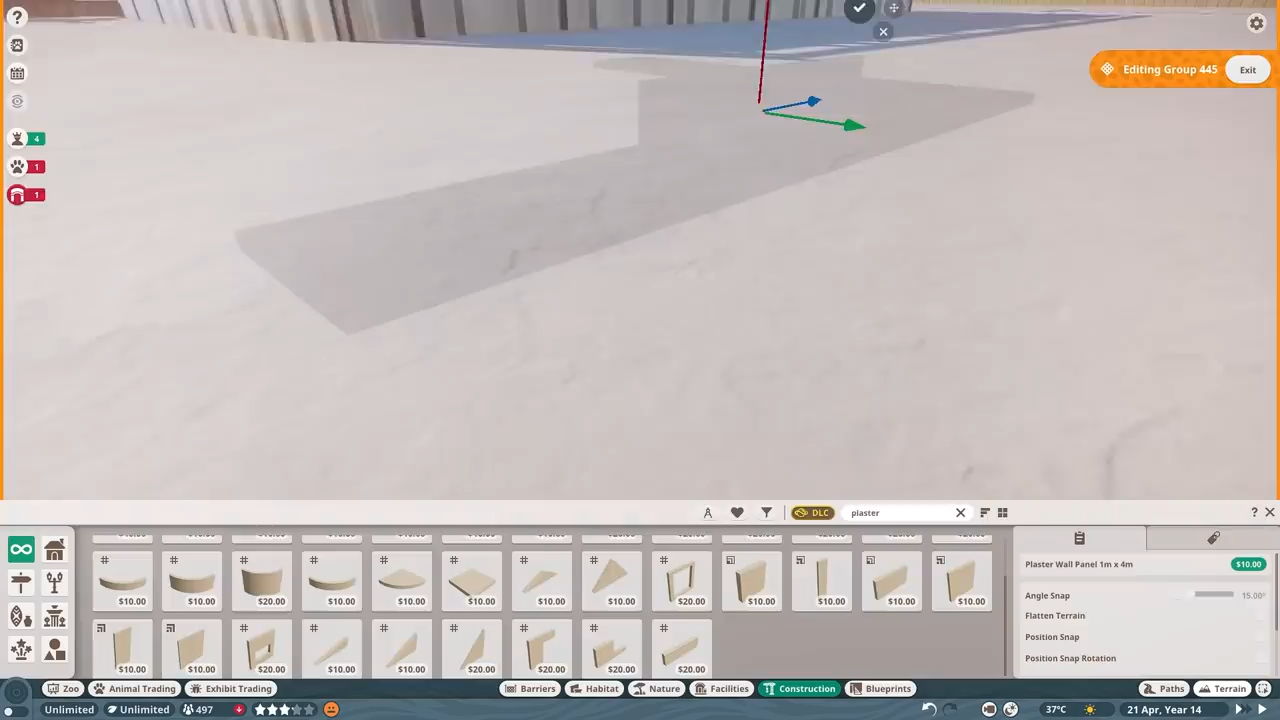 ?
Editing Group 445
Exit
4
1
1
DLC
plaster
?
$10.00
$10.00
$20.00
$10.00
$10.00
$10.00
$10.00
$10.00
$20.00
$10.00
$10.00
$10.00
$10.00
$10.00
$10.00
$20.00
$10.00
$10.00
$10.00
$20.00
$20.00
$20.00
Plaster Wall Panel 1m x 4m
$10.00
Angle Snap
15.00°
Flatten Terrain
Position Snap
Position Snap Rotation
Zoo
Animal Trading
Exhibit Trading
Barriers
Habitat
Nature
Facilities
Construction
Blueprints
Paths
Terrain
Unlimited
Unlimited
497
37°C
21 Apr, Year 14